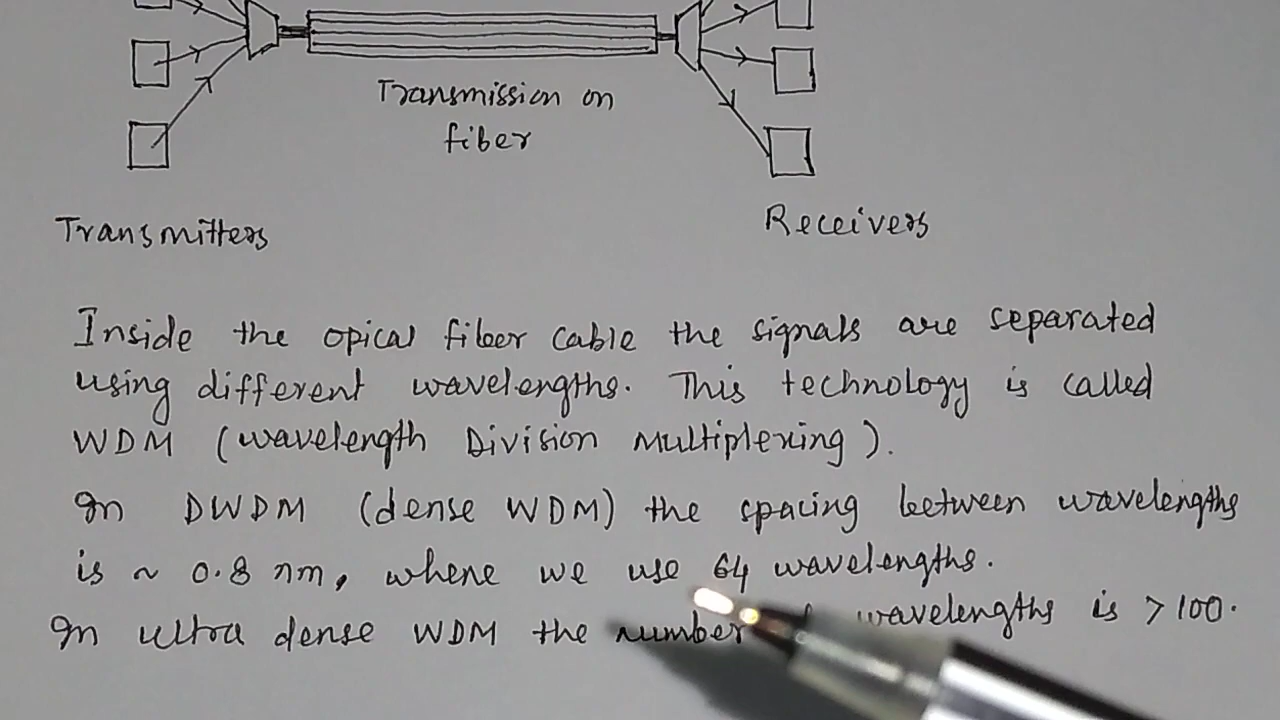 Transmission on
fiber
Transmitters
Receivers
Inside the opical fiber cable the signals are separated
using different wavelengths. This technology is called
WDM (wavelength Division Multiplexing).
In DWDM (dense WDM) the spacing between wavelengths
is ~ 0.8 nm, where we use 64 wavelengths.
In ultra dense WDM the number wavelengths is > 100.